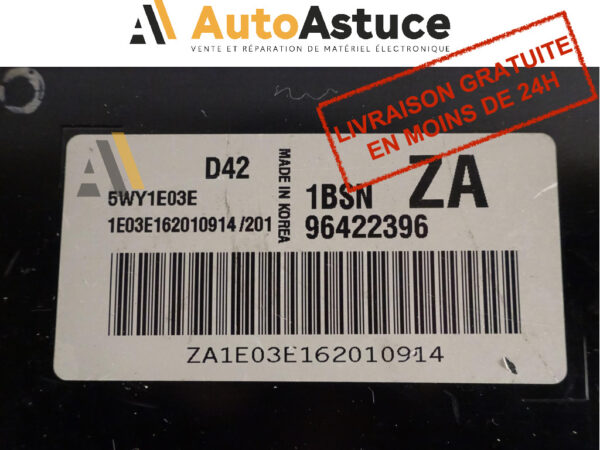 AutoAstuce
VENTE ET RÉPARATION DE MATÉRIEL ÉLECTRONIQUE
LIVRAISON GRATUITE
EN MOINS DE 24H
D42
5WY1E03E
1E03E162010914/201
MADE IN KOREA
1BSN
ZA
96422396
ZA1E03E162010914